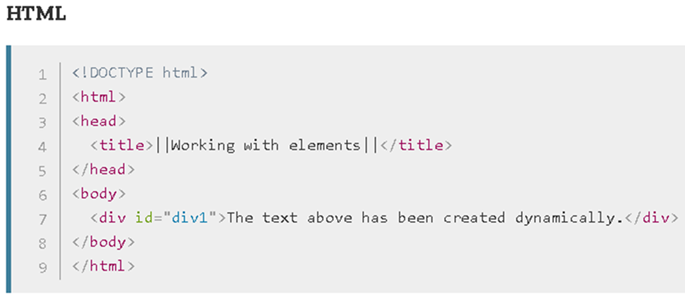 HTML
1 <!DOCTYPE html>
2 <html>
3 <head>
4   <title>||Working with elements||</title>
5 </head>
6 <body>
7   <div id="div1">The text above has been created dynamically.</div>
8 </body>
9 </html>